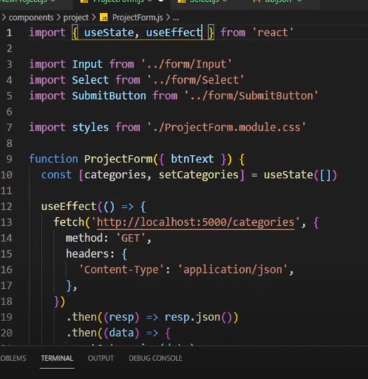 ProjectForm.js
Select.js
db.json
> components > project > ProjectForm.js > ...
1 import { useState, useEffect } from 'react'
2
3 import Input from '../form/Input'
4 import Select from '../form/Select'
5 import SubmitButton from '../form/SubmitButton'
6
7 import styles from './ProjectForm.module.css'
8
9 function ProjectForm({ btnText }) {
10 const [categories, setCategories] = useState([])
11
12 useEffect(() => {
13 fetch('http://localhost:5000/categories', {
14 method: 'GET',
15 headers: {
16 'Content-Type': 'application/json',
17 },
18 })
19 .then((resp) => resp.json())
20 .then((data) => {
OBLEMS TERMINAL OUTPUT DEBUG CONSOLE